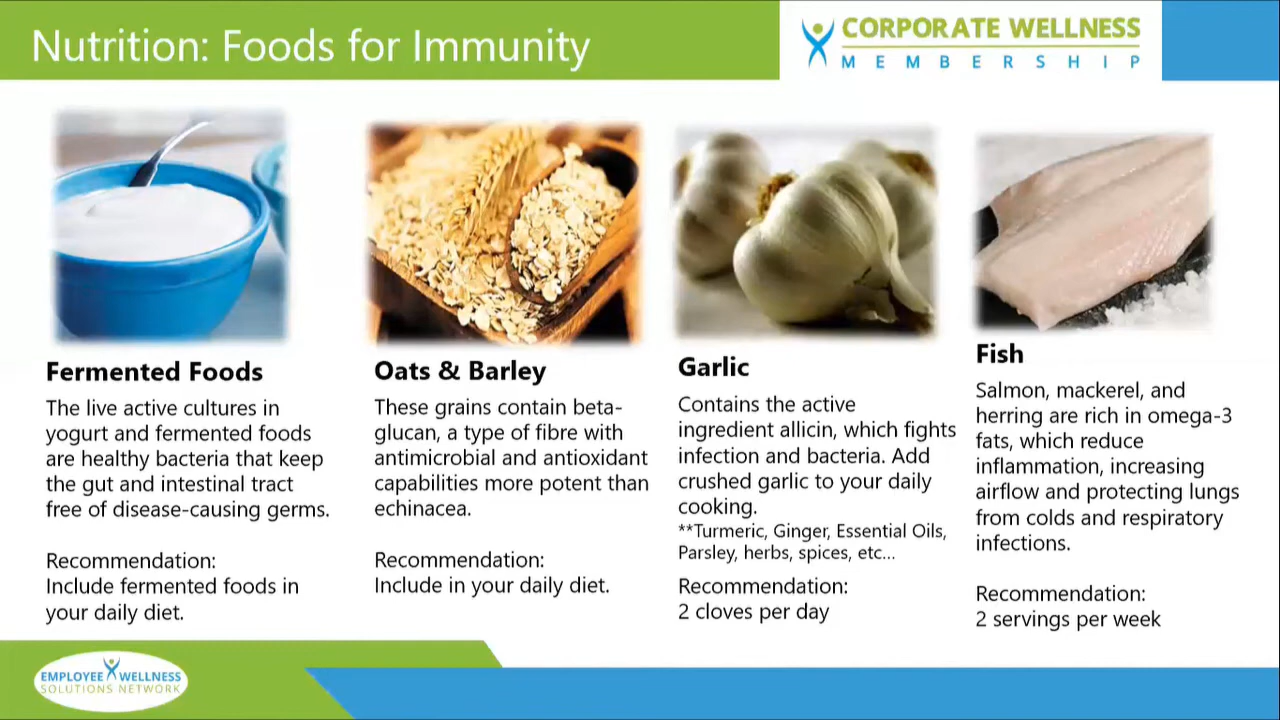 Nutrition: Foods for Immunity
CORPORATE WELLNESS
MEMBERSHIP
Fermented Foods
The live active cultures in
yogurt and fermented foods
are healthy bacteria that keep
the gut and intestinal tract
free of disease-causing germs.
Recommendation:
Include fermented foods in
your daily diet.
Oats & Barley
These grains contain beta-
glucan, a type of fibre with
antimicrobial and antioxidant
capabilities more potent than
echinacea.
Recommendation:
Include in your daily diet.
Garlic
Contains the active
ingredient allicin, which fights
infection and bacteria. Add
crushed garlic to your daily
cooking.
**Turmeric, Ginger, Essential Oils,
Parsley, herbs, spices, etc...
Recommendation:
2 cloves per day
Fish
Salmon, mackerel, and
herring are rich in omega-3
fats, which reduce
inflammation, increasing
airflow and protecting lungs
from colds and respiratory
infections.
Recommendation:
2 servings per week
EMPLOYEE WELLNESS
SOLUTIONS NETWORK